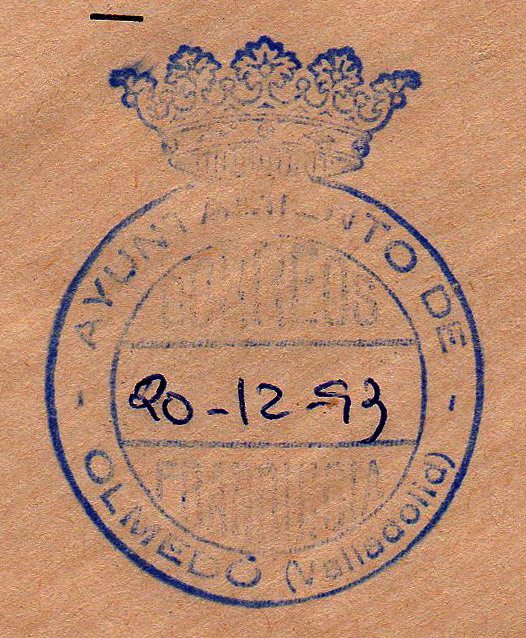 AYUNTAMIENTO DE
CORREOS
20-12-93
FRANQUICIA
OLMEDO (Valladolid)